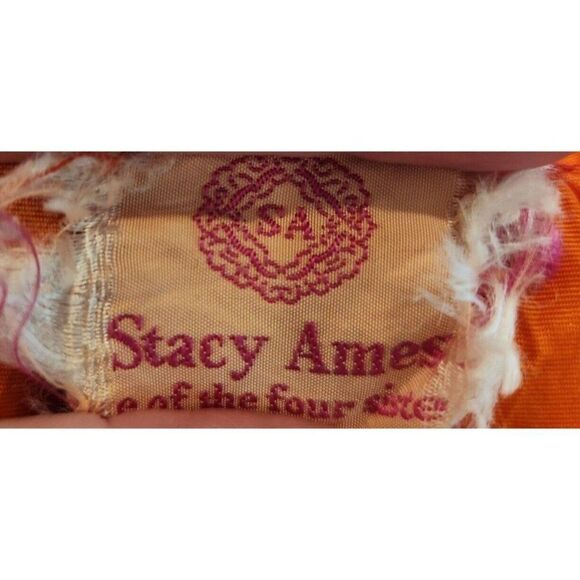 SA
Stacy Ames
of the four